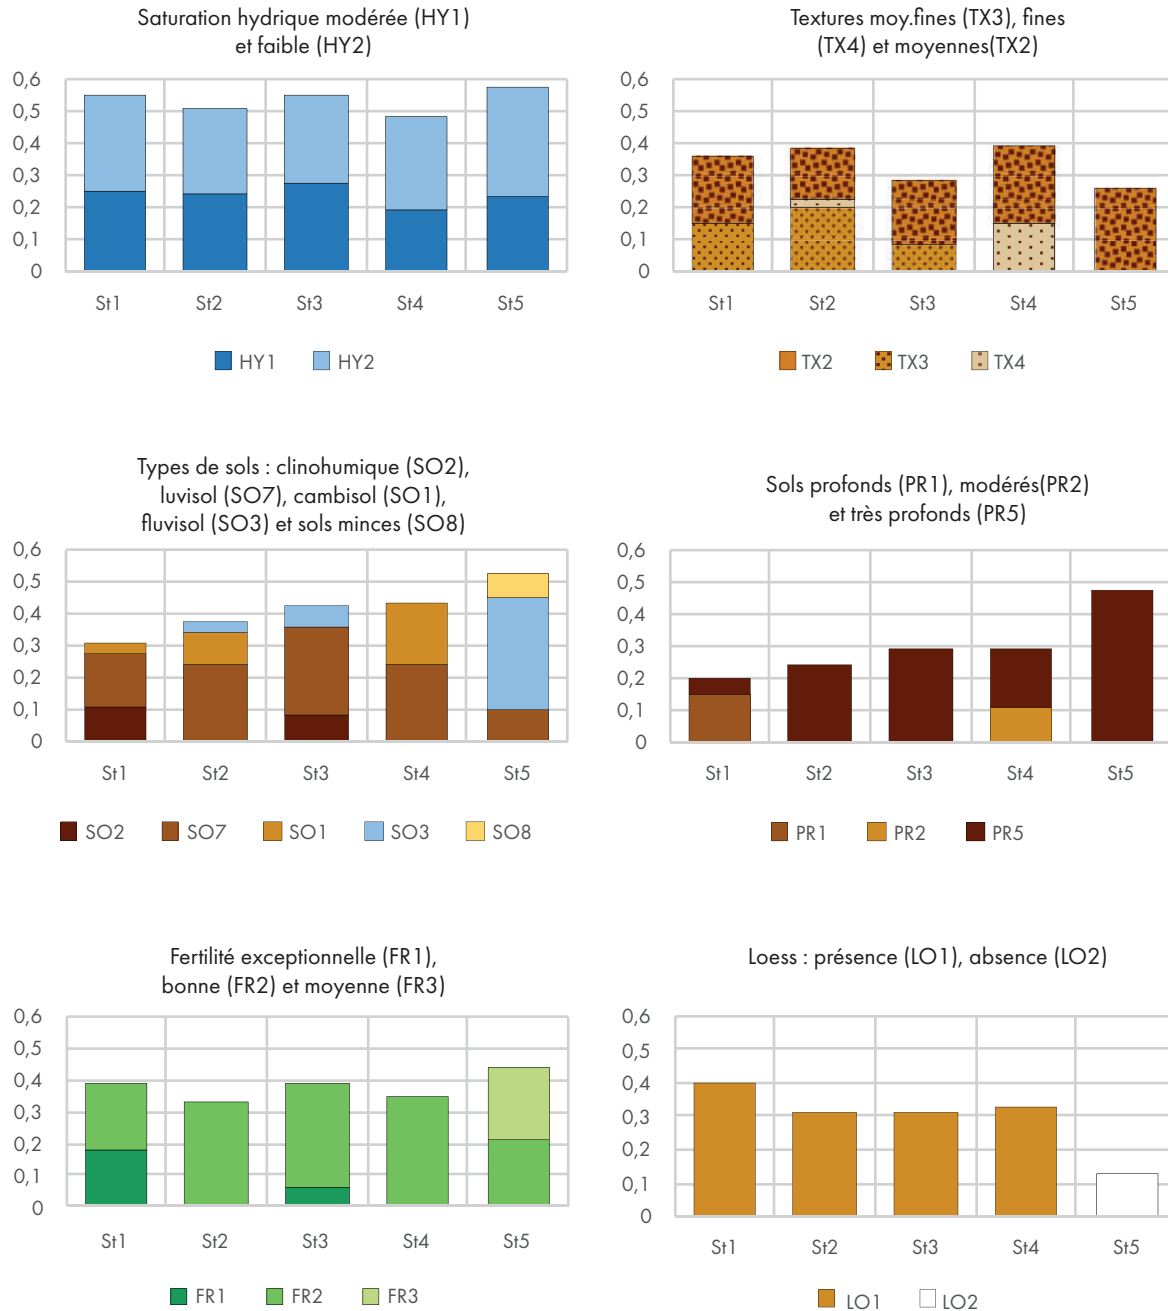 Saturation hydrique modérée (HY1)
et faible (HY2)
0,6
0,5
0,4
0,3
0,2
0,1
0
St1 St2 St3 St4 St5
HY1 HY2
Textures moy.fines (TX3), fines
(TX4) et moyennes(TX2)
0,6
0,5
0,4
0,3
0,2
0,1
0
St1 St2 St3 St4 St5
TX2 TX3 TX4
Types de sols : clinohumique (SO2),
luvisol (SO7), cambisol (SO1),
fluvisol (SO3) et sols minces (SO8)
0,6
0,5
0,4
0,3
0,2
0,1
0
St1 St2 St3 St4 St5
SO2 SO7 SO1 SO3 SO8
Sols profonds (PR1), modérés(PR2)
et très profonds (PR5)
0,6
0,5
0,4
0,3
0,2
0,1
0
St1 St2 St3 St4 St5
PR1 PR2 PR5
Fertilité exceptionnelle (FR1),
bonne (FR2) et moyenne (FR3)
0,6
0,5
0,4
0,3
0,2
0,1
0
St1 St2 St3 St4 St5
FR1 FR2 FR3
Loess : présence (LO1), absence (LO2)
0,6
0,5
0,4
0,3
0,2
0,1
0
St1 St2 St3 St4 St5
LO1 LO2